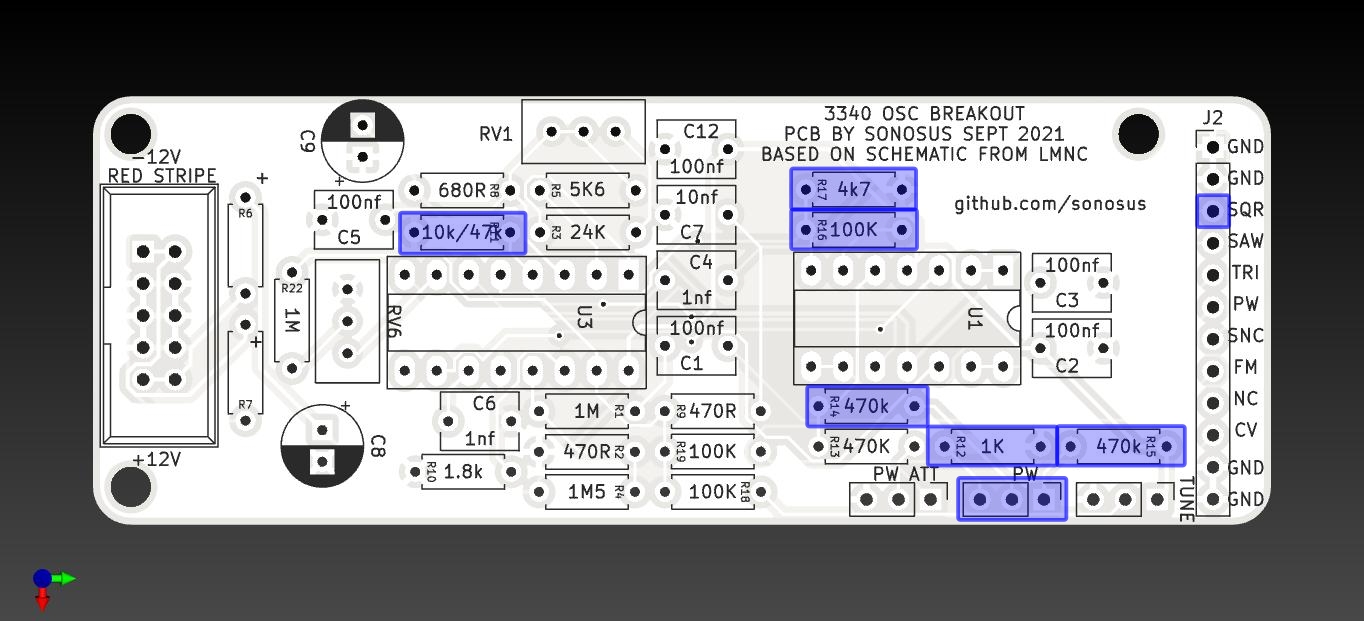 3340 OSC BREAKOUT
PCB BY SONOSUS SEPT 2021
BASED ON SCHEMATIC FROM LMNC
github.com/sonosus
-12V
RED STRIPE
+
R6
+
R7
+12V
R22
1M
C9
+
100nf
C5
RV6
+
C8
RV1
680R
R8
R5
5K6
10k/47k
R11
R3
24K
U3
C12
100nf
10nf
C7
C4
1nf
100nf
C1
C6
1nf
R10
1.8k
1M
R1
470R
R2
1M5
R4
R9
470R
R19
100K
100K
R18
R17
4k7
R16
100K
U1
100nf
C3
100nf
C2
R14
470k
R13
470K
R12
1K
470k
R15
PW ATT
PW
TUNE
J2
GND
GND
SQR
SAW
TRI
PW
SNC
FM
NC
CV
GND
GND